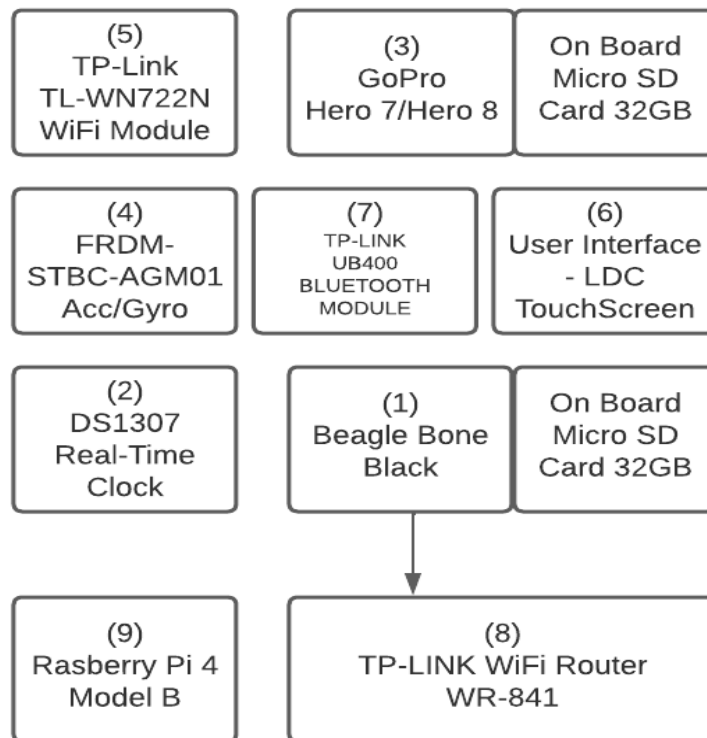 (5)
TP-Link
TL-WN722N
WiFi Module
(3)
GoPro
Hero 7/Hero 8
On Board
Micro SD
Card 32GB
(4)
FRDM-
STBC-AGM01
Acc/Gyro
(7)
TP-LINK
UB400
BLUETOOTH
MODULE
(6)
User Interface
- LDC
TouchScreen
(2)
DS1307
Real-Time
Clock
(1)
Beagle Bone
Black
On Board
Micro SD
Card 32GB
(9)
Rasberry Pi 4
Model B
(8)
TP-LINK WiFi Router
WR-841